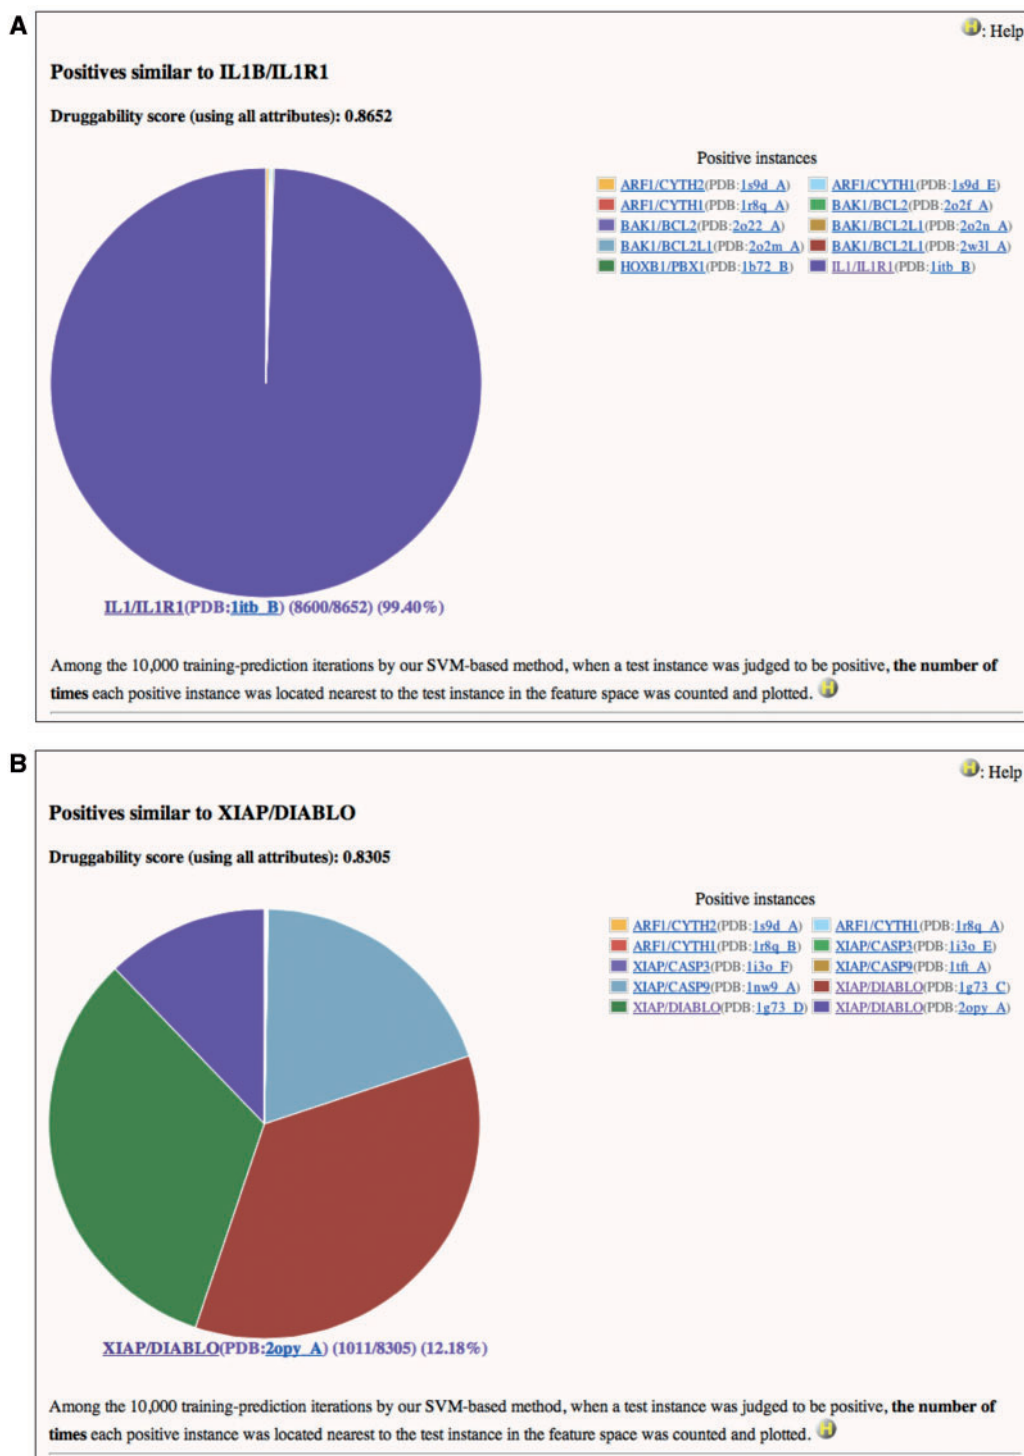 A
H: Help
Positives similar to IL1B/IL1R1
Druggability score (using all attributes): 0.8652
Positive instances
ARF1/CYTH2(PDB:1s9d_A) ARF1/CYTH1(PDB:1s9d_E)
ARF1/CYTH1(PDB:1r8q_A) BAK1/BCL2(PDB:2o2f_A)
BAK1/BCL2(PDB:2o22_A) BAK1/BCL2L1(PDB:2o2n_A)
BAK1/BCL2L1(PDB:2o2m_A) BAK1/BCL2L1(PDB:2w3l_A)
HOXB1/PBX1(PDB:1b72_B) IL1/IL1R1(PDB:1itb_B)
IL1/IL1R1(PDB:1itb_B) (8600/8652) (99.40%)
Among the 10,000 training-prediction iterations by our SVM-based method, when a test instance was judged to be positive, the number of
times each positive instance was located nearest to the test instance in the feature space was counted and plotted. H
B
H: Help
Positives similar to XIAP/DIABLO
Druggability score (using all attributes): 0.8305
Positive instances
ARF1/CYTH2(PDB:1s9d_A) ARF1/CYTH1(PDB:1r8q_A)
ARF1/CYTH1(PDB:1r8q_B) XIAP/CASP3(PDB:1i3o_E)
XIAP/CASP3(PDB:1i3o_F) XIAP/CASP9(PDB:1tft_A)
XIAP/CASP9(PDB:1nw9_A) XIAP/DIABLO(PDB:1g73_C)
XIAP/DIABLO(PDB:1g73_D) XIAP/DIABLO(PDB:2opy_A)
XIAP/DIABLO(PDB:2opy_A) (1011/8305) (12.18%)
Among the 10,000 training-prediction iterations by our SVM-based method, when a test instance was judged to be positive, the number of
times each positive instance was located nearest to the test instance in the feature space was counted and plotted. H